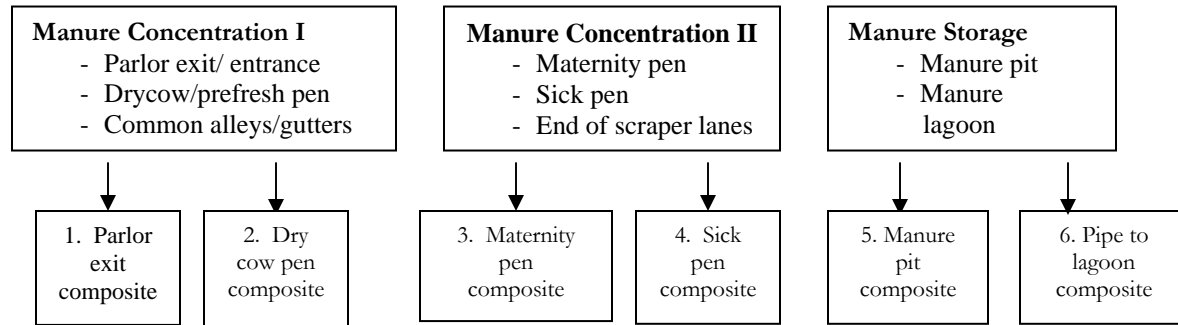 Manure Concentration I
- Parlor exit/ entrance
- Drycow/prefresh pen
- Common alleys/gutters
Manure Concentration II
- Maternity pen
- Sick pen
- End of scraper lanes
Manure Storage
- Manure pit
- Manure
lagoon
1. Parlor
exit
composite
2. Dry
cow pen
composite
3. Maternity
pen
composite
4. Sick
pen
composite
5. Manure
pit
composite
6. Pipe to
lagoon
composite